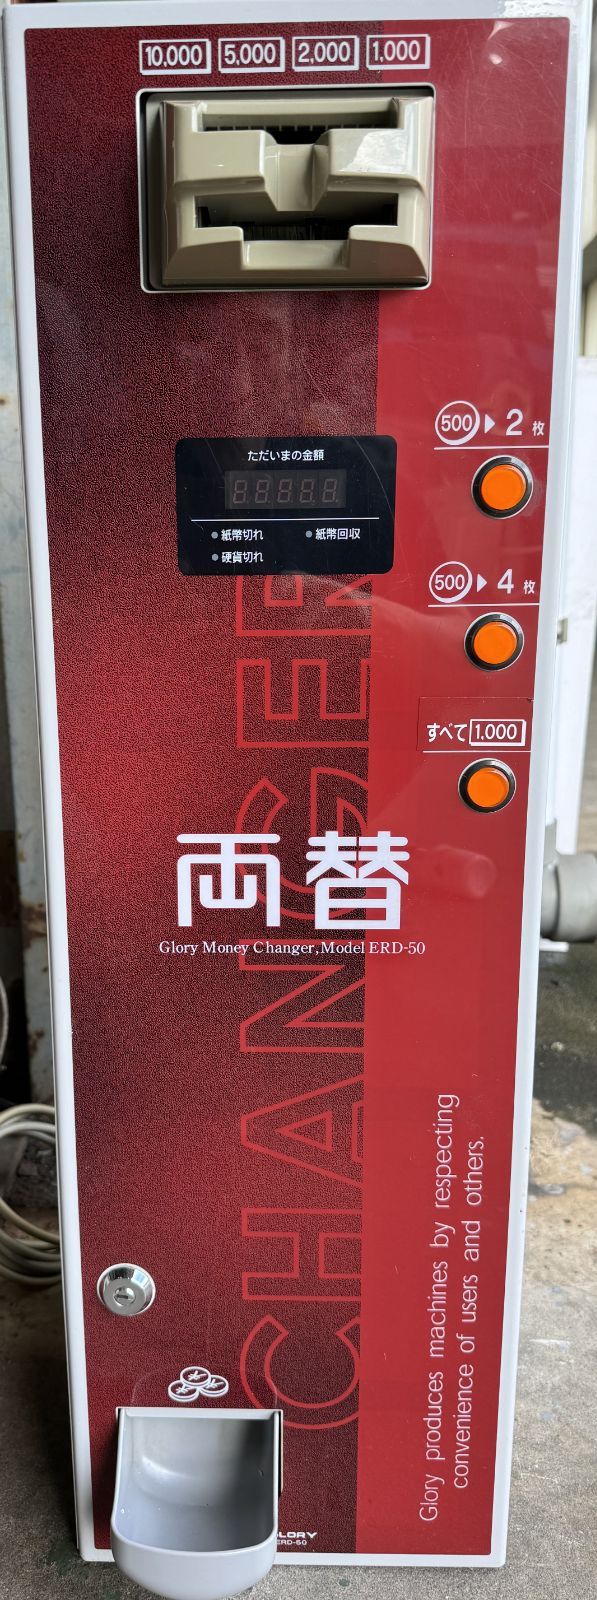 10,000 5,000 2,000 1,000
500 2枚
ただいまの金額
紙幣切れ 紙幣回収
硬貨切れ
500 4枚
すべて 1,000
両替
Glory Money Changer, Model ERD-50
CHANGER
Glory produces machines by respecting
convenience of users and others.
GLORY
ERD-50